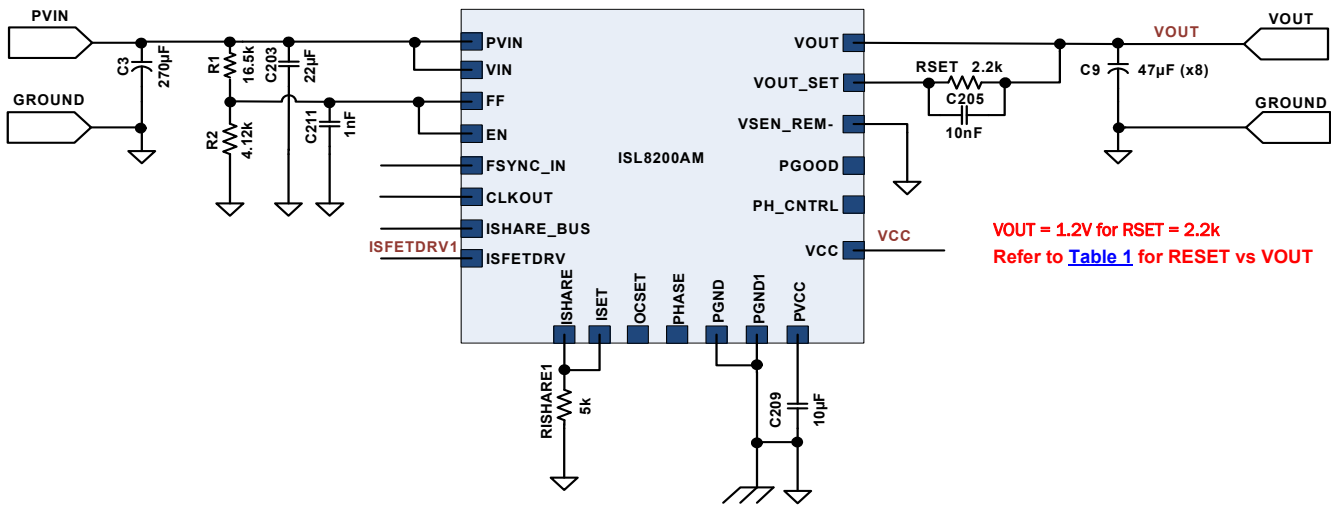 PVIN
GROUND
C3
270µF
R1
16.5k
C203
22µF
R2
4.12k
C211
1nF
PVIN
VIN
FF
EN
FSYNC_IN
CLKOUT
ISHARE_BUS
ISFETDRV1
ISFETDRV
ISL8200AM
VOUT
VOUT_SET
VSEN_REM-
PGOOD
PH_CNTRL
VCC
VCC
RSET 2.2k
C205
10nF
C9
47µF (x8)
VOUT
VOUT
GROUND
VOUT = 1.2V for RSET = 2.2k
Refer to Table 1 for RESET vs VOUT
ISHARE
ISET
OCSET
PHASE
PGND
PGND1
PVCC
RISHARE1
5k
C209
10µF